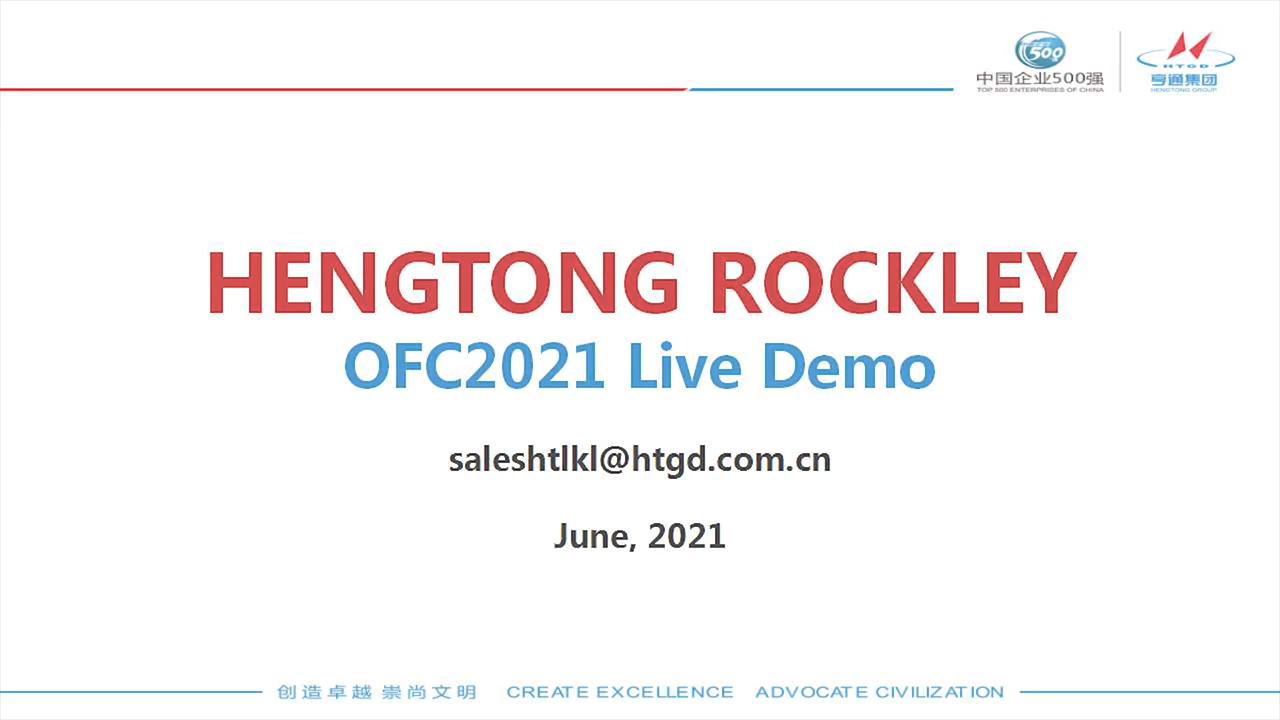 500
中国企业500强
TOP 500 ENTERPRISES OF CHINA
HTGD
亨通集团
HENGTONG GROUP
HENGTONG ROCKLEY
OFC2021 Live Demo
saleshtlkl@htgd.com.cn
June, 2021
创造卓越 崇尚文明 CREATE EXCELLENCE ADVOCATE CIVILIZATION